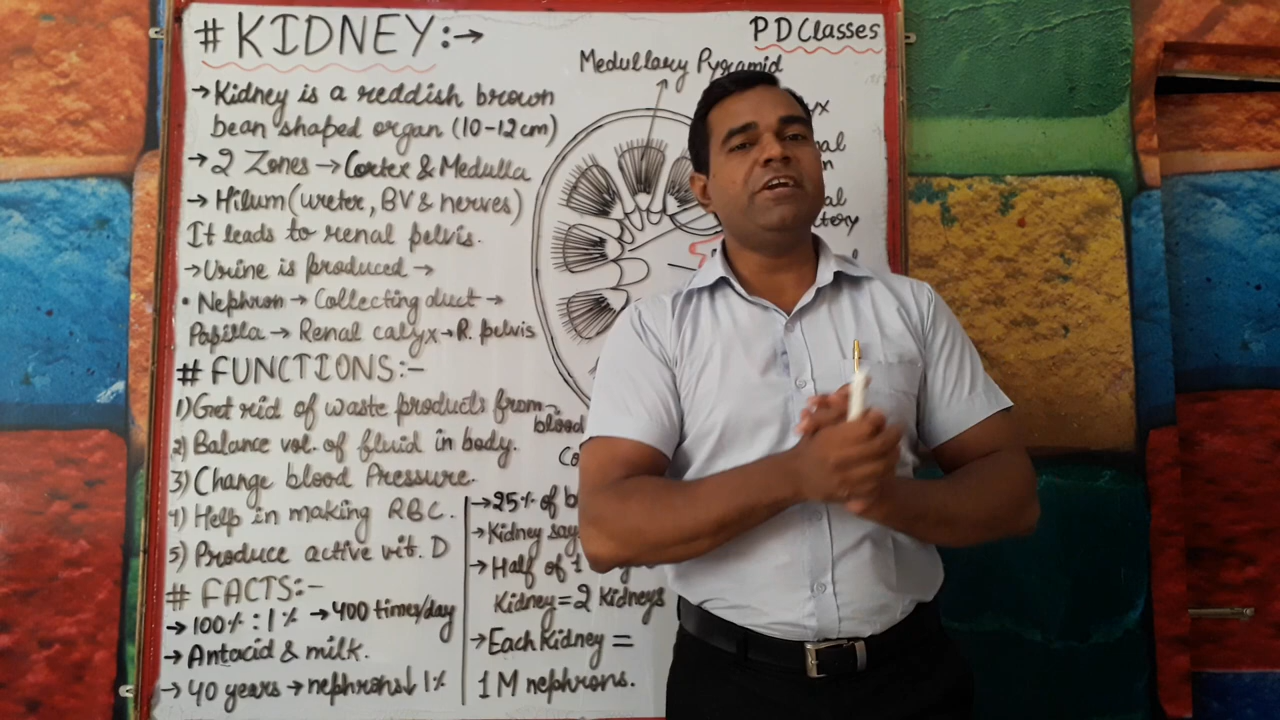 # KIDNEY:→
P D Classes
→ Kidney is a reddish brown
bean shaped organ (10-12 cm)
→ 2 Zones → Cortex & Medulla
→ Hilum (ureter, BV & nerves)
It leads to renal pelvis.
→ Urine is produced →
• Nephron → Collecting duct →
Papilla → Renal calyx → R. pelvis
# FUNCTIONS:-
1) Get rid of waste products from
blood
2) Balance vol. of fluid in body.
3) Change blood Pressure.
4) Help in making RBC.
5) Produce active vit. D
# FACTS:-
→ 100% : 1% → 400 times/day
→ Antacid & milk.
→ 40 years → nephrons↓ 1%
→ 25% of
→ Kidney
→ Half of 1
Kidney = 2 kidneys
→ Each Kidney =
1 M nephrons.
Medullary Pyramid